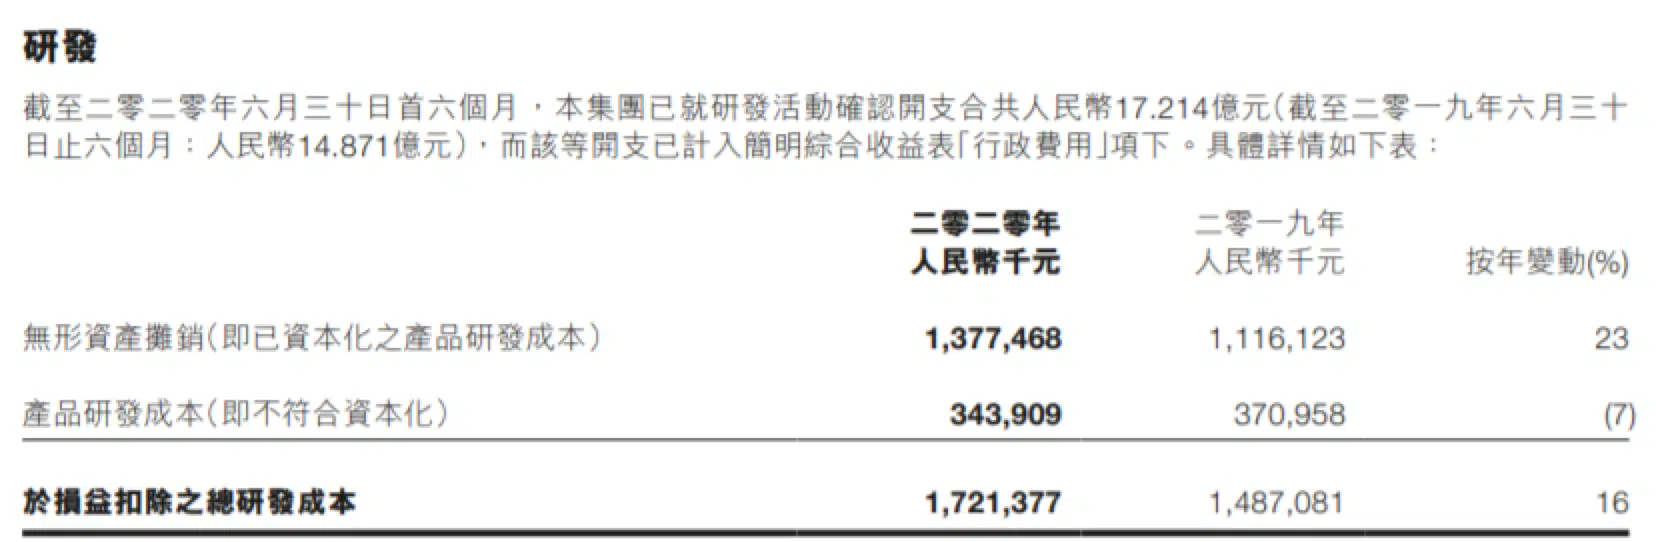 研發
截至二零二零年六月三十日首六個月，本集團已就研發活動確認開支合共人民幣17.214億元(截至二零一九年六月三十
日止六個月：人民幣14.871億元)，而該等開支已計入簡明綜合收益表「行政費用」項下。具體詳情如下表：
二零二零年 二零一九年
人民幣千元 人民幣千元 按年變動(%)
無形資產攤銷(即已資本化之產品研發成本) 1,377,468 1,116,123 23
產品研發成本(即不符合資本化) 343,909 370,958 (7)
於損益扣除之總研發成本 1,721,377 1,487,081 16